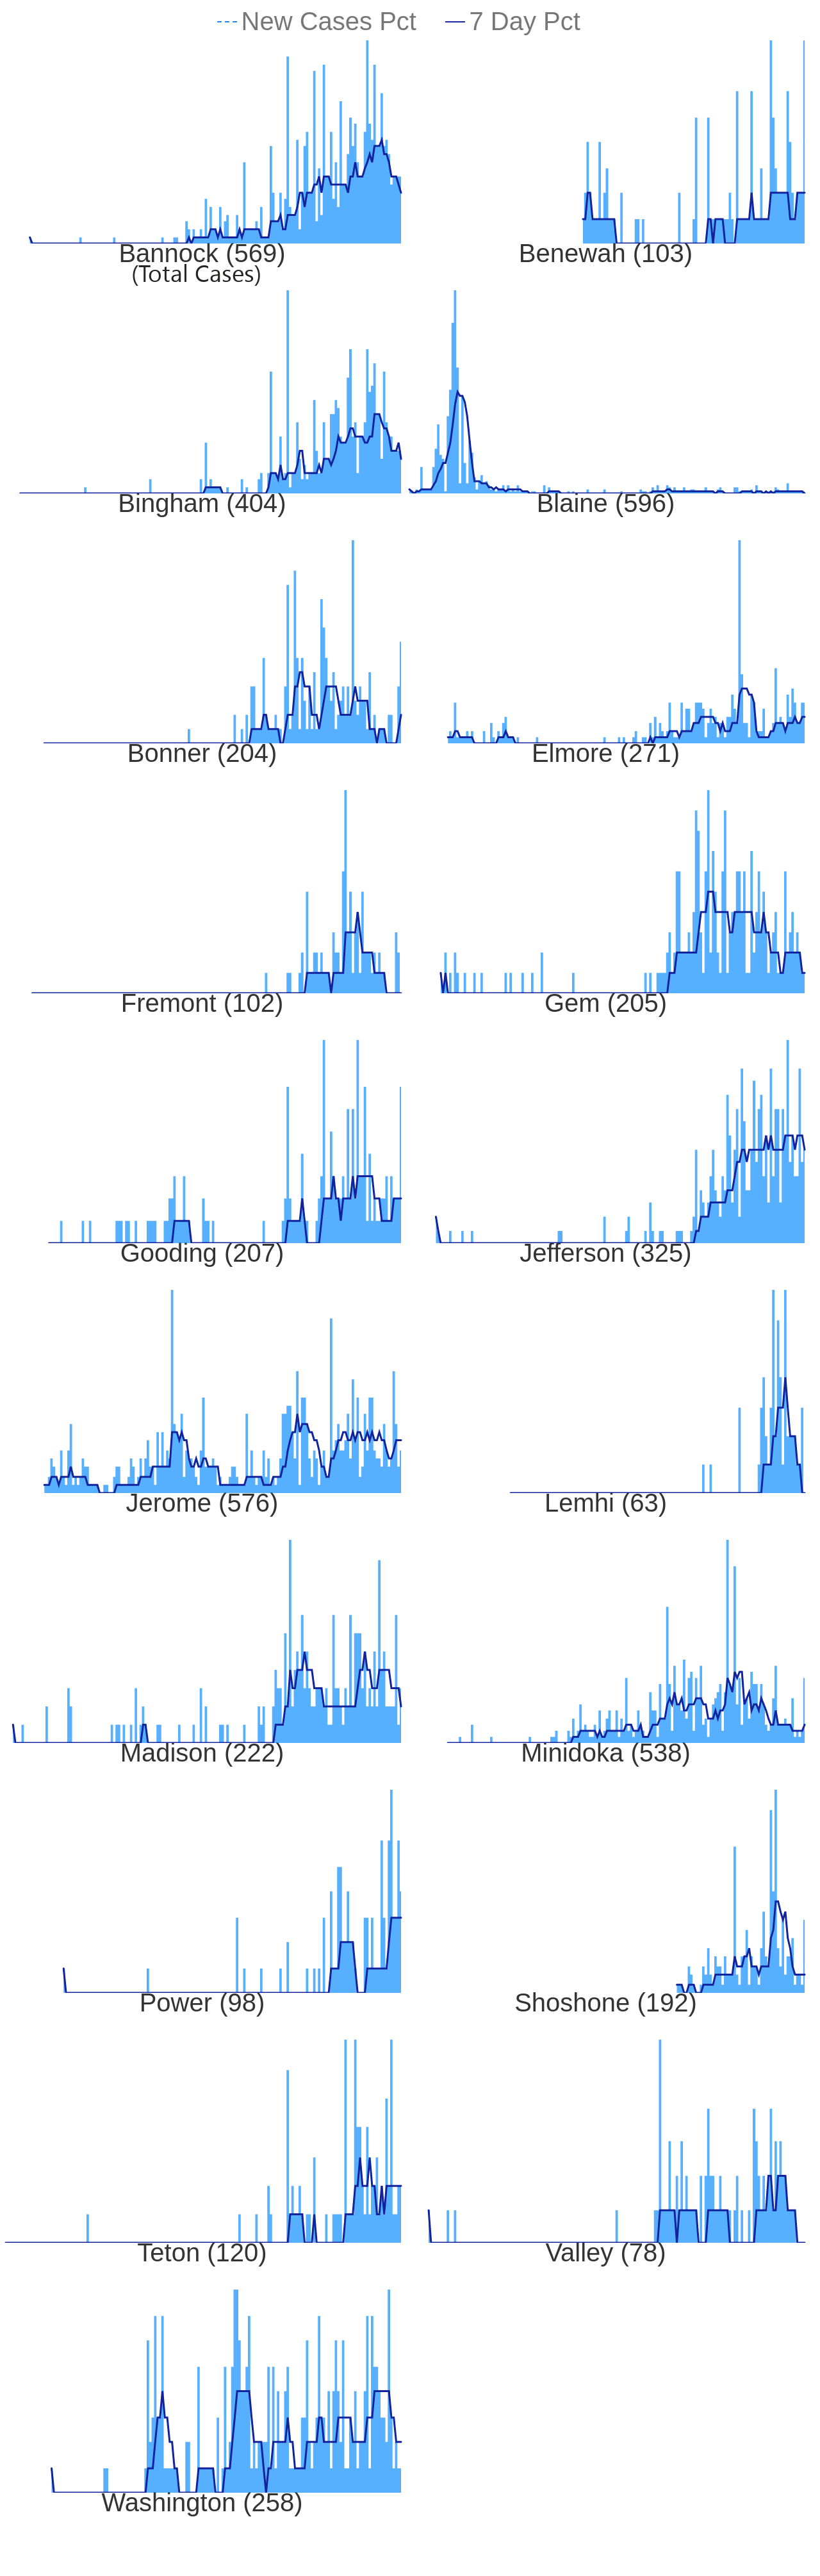 New Cases Pct 7 Day Pct
Bannock (569) Benewah (103)
(Total Cases)
Bingham (404) Blaine (596)
Bonner (204) Elmore (271)
Fremont (102) Gem (205)
Gooding (207) Jefferson (325)
Jerome (576) Lemhi (63)
Madison (222) Minidoka (538)
Power (98) Shoshone (192)
Teton (120) Valley (78)
Washington (258)